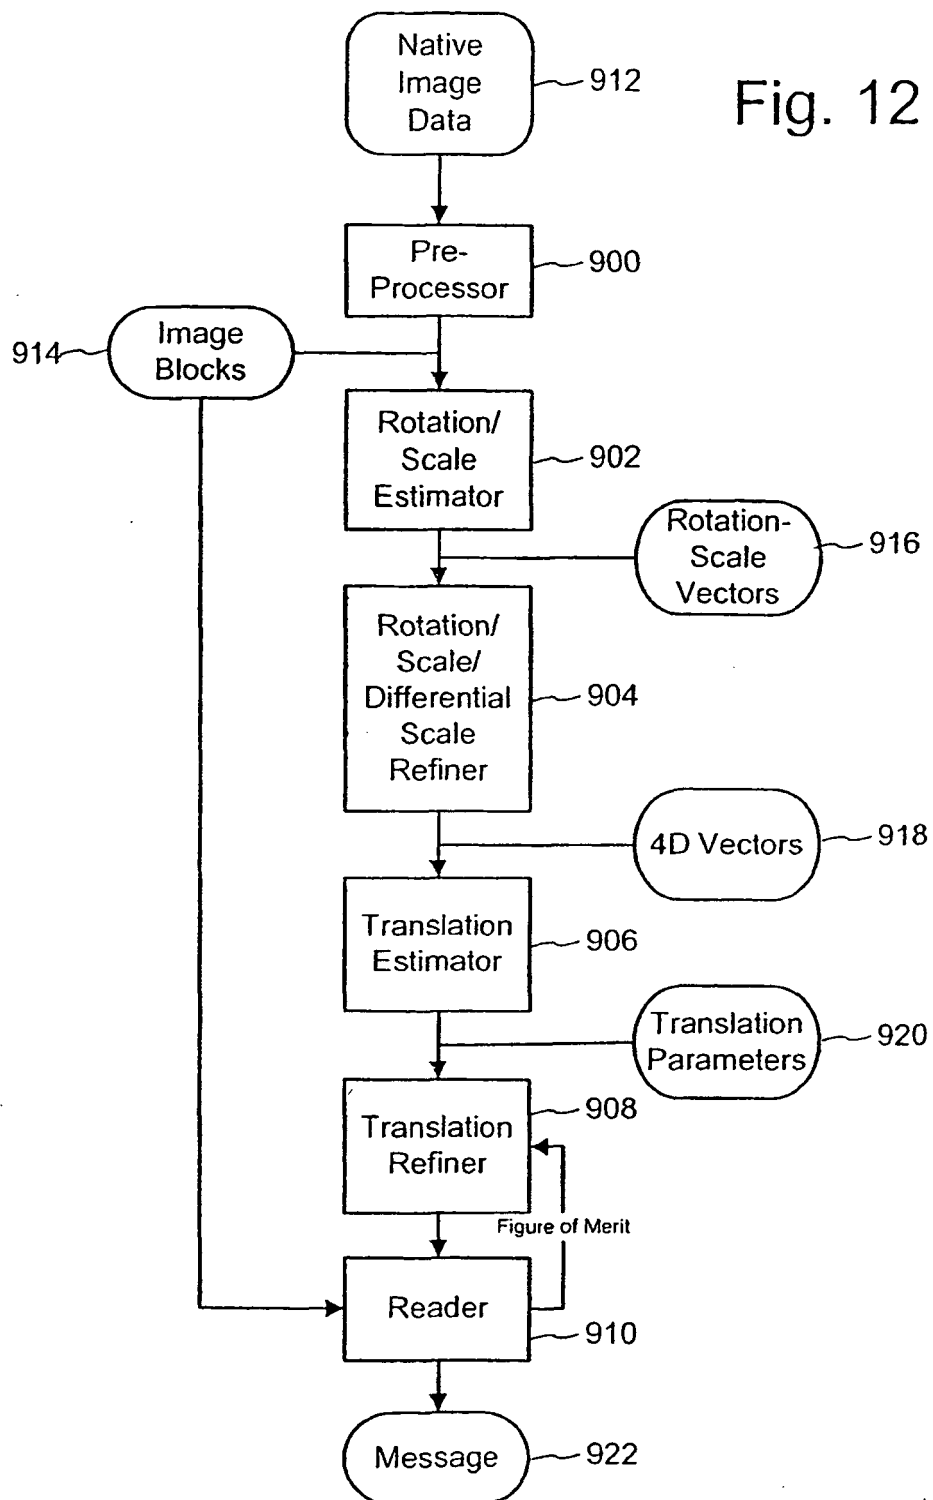 Native
Image
Data
912
Fig. 12
Pre-
Processor
900
Image
Blocks
914
Rotation/
Scale
Estimator
902
Rotation-
Scale
Vectors
916
Rotation/
Scale/
Differential
Scale
Refiner
904
4D Vectors
918
Translation
Estimator
906
Translation
Parameters
920
Translation
Refiner
908
Figure of Merit
Reader
910
Message
922